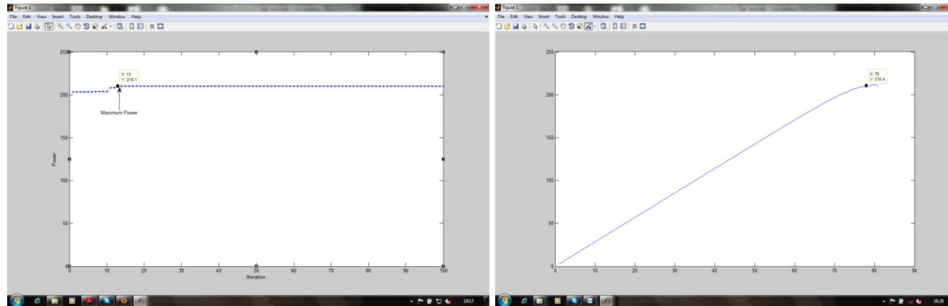 Figure 1
File Edit View Insert Tools Desktop Window Help
250
200
150
100
50
0
Power
X: 13
Y: 210.1
Maximum Power
0 10 20 30 40 50 60 70 80 90 100
Iteration
19:17
Figure 1
File Edit View Insert Tools Desktop Window Help
250
200
150
100
50
0
X: 78
Y: 210.4
0 10 20 30 40 50 60 70 80 90